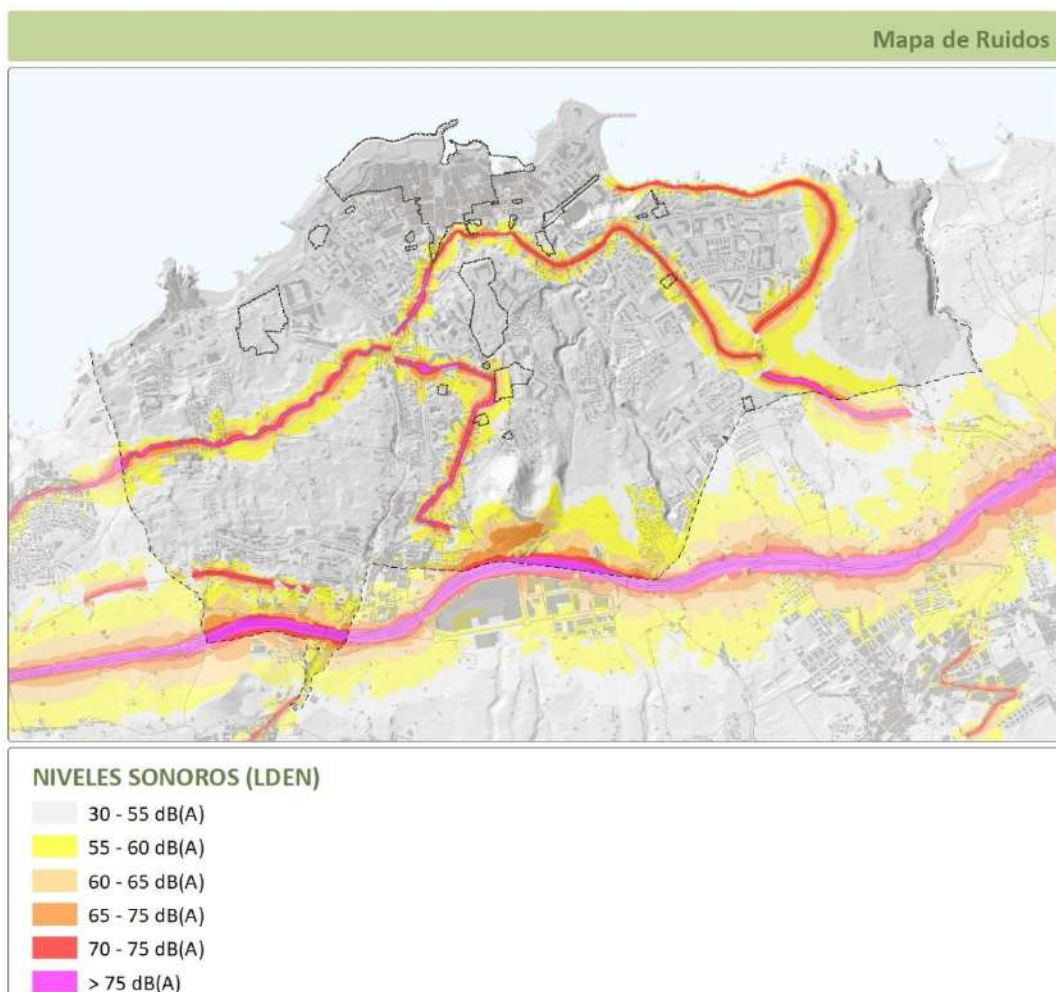 Mapa de Ruidos
NIVELES SONOROS (LDEN)
30 - 55 dB(A)
55 - 60 dB(A)
60 - 65 dB(A)
65 - 75 dB(A)
70 - 75 dB(A)
> 75 dB(A)